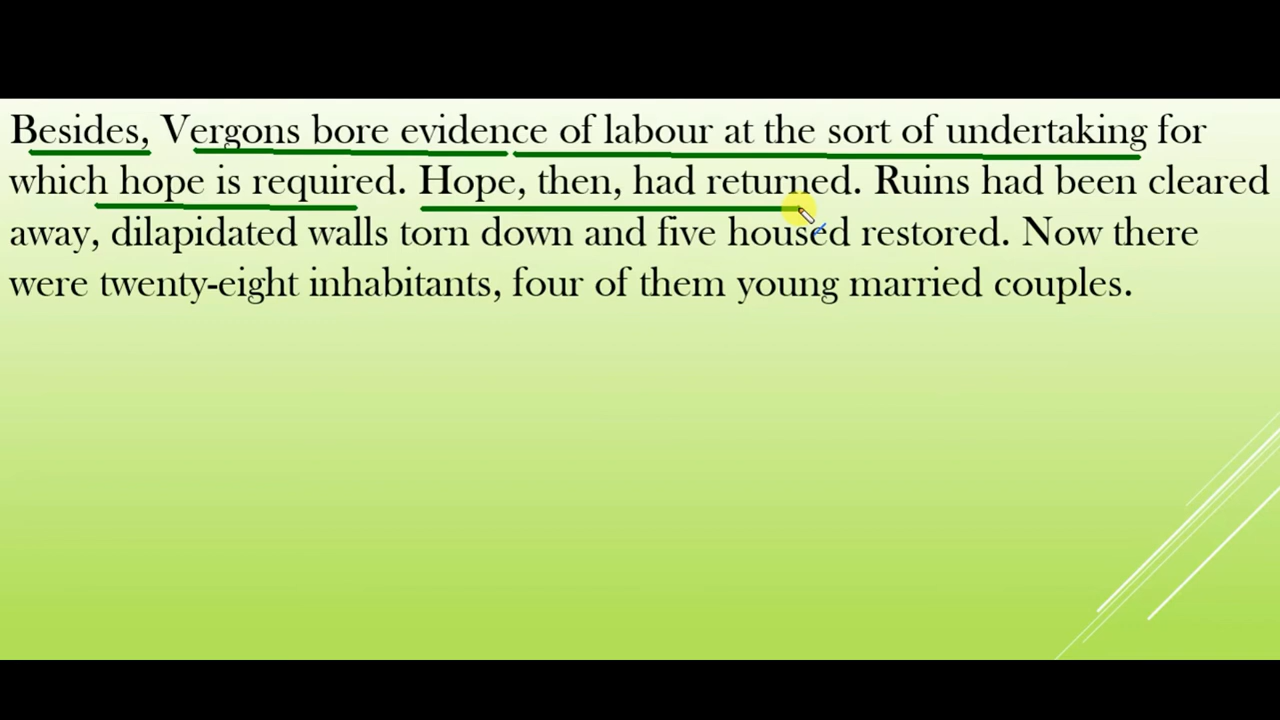 Besides, Vergons bore evidence of labour at the sort of undertaking for
which hope is required. Hope, then, had returned. Ruins had been cleared
away, dilapidated walls torn down and five housed restored. Now there
were twenty-eight inhabitants, four of them young married couples.